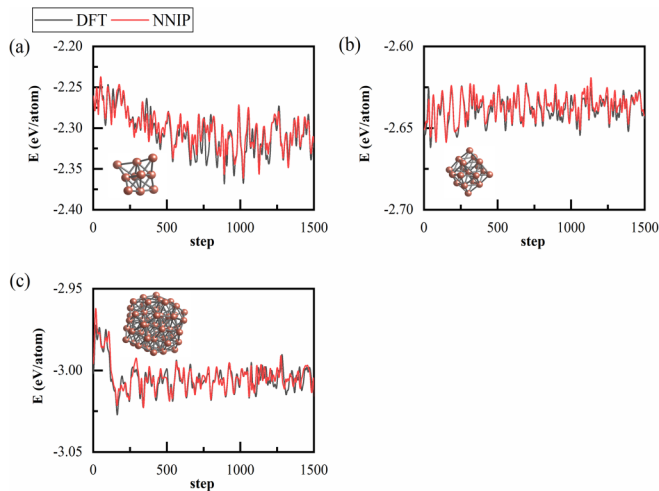 DFT NNIP
(a)
E (eV/atom)
-2.20
-2.25
-2.30
-2.35
-2.40
0 500 1000 1500
step
(b)
E (eV/atom)
-2.60
-2.65
-2.70
0 500 1000 1500
step
(c)
E (eV/atom)
-2.95
-3.00
-3.05
0 500 1000 1500
step